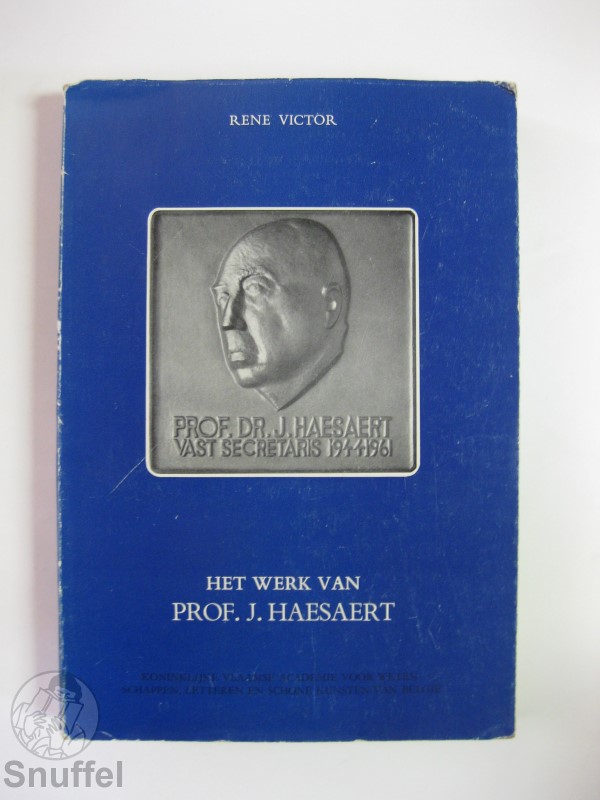 RENE VICTOR
PROF. DR. J. HAESAERT
VAST SECRETARIS 1944-1961
HET WERK VAN
PROF. J. HAESAERT
KONINKLIJKE VLAAMSE ACADEMIE VOOR WETEN-
SCHAPPEN, LETTEREN EN SCHONE KUNSTEN VAN BELGIE
Snuffel